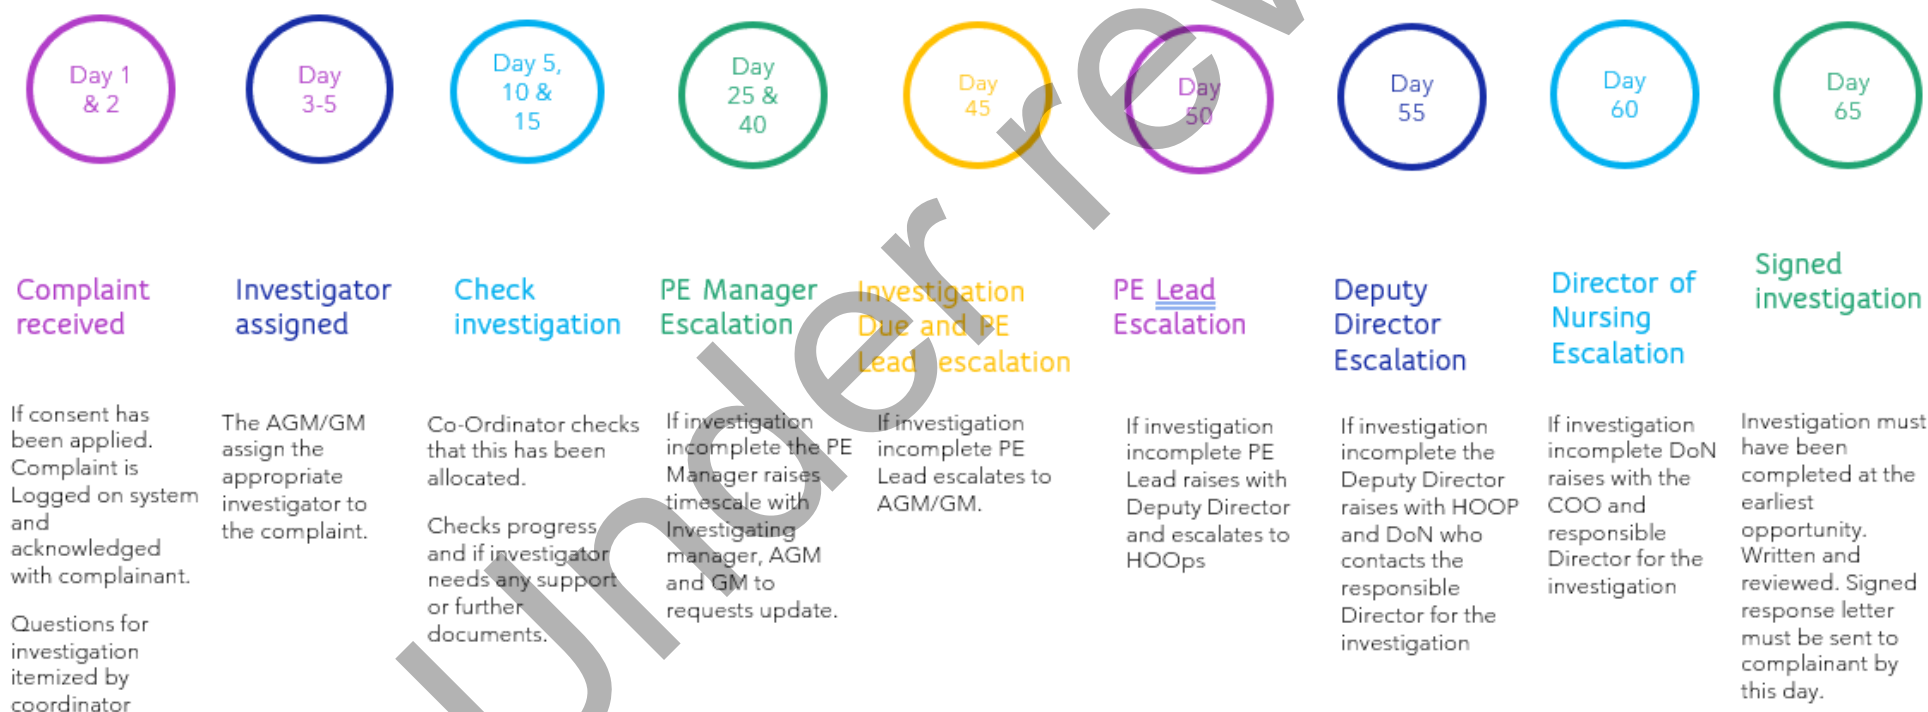 Day 1
& 2
Day
3-5
Day 5,
10 &
15
Day
25 &
40
Day
45
Day
50
Day
55
Day
60
Day
65
Complaint
received
Investigator
assigned
Check
investigation
PE Manager
Escalation
Investigation
Due and PE
Lead escalation
PE Lead
Escalation
Deputy
Director
Escalation
Director of
Nursing
Escalation
Signed
investigation
If consent has
been applied.
Complaint is
Logged on system
and
acknowledged
with complainant.
Questions for
investigation
itemized by
coordinator
The AGM/GM
assign the
appropriate
investigator to
the complaint.
Co-Ordinator checks
that this has been
allocated.
Checks progress
and if investigator
needs any support
or further
documents.
If investigation
incomplete the PE
Manager raises
timescale with
Investigating
manager, AGM
and GM to
requests update.
If investigation
incomplete PE
Lead escalates to
AGM/GM.
If investigation
incomplete PE
Lead raises with
Deputy Director
and escalates to
HOOps
If investigation
incomplete the
Deputy Director
raises with HOOP
and DoN who
contacts the
responsible
Director for the
investigation
If investigation
incomplete DoN
raises with the
COO and
responsible
Director for the
investigation
Investigation must
have been
completed at the
earliest
opportunity.
Written and
reviewed. Signed
response letter
must be sent to
complainant by
this day.
Under rev